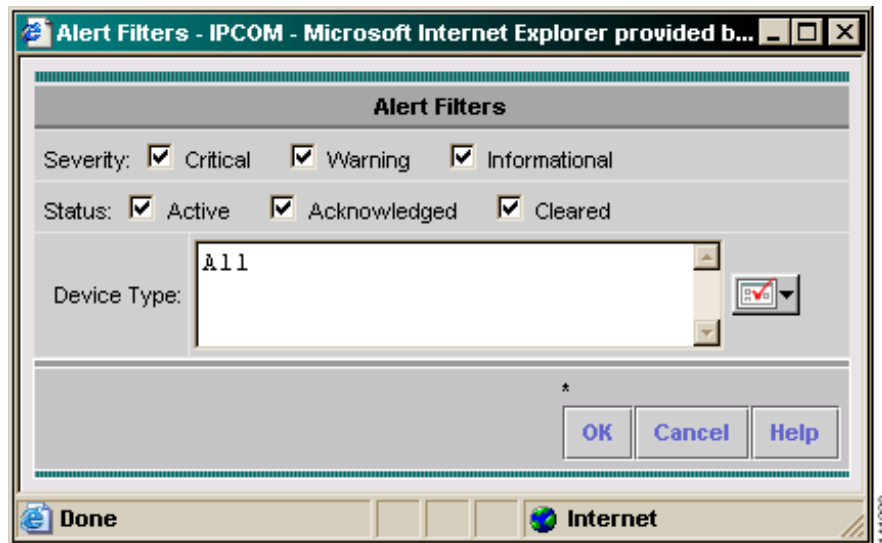 Alert Filters - IPCOM - Microsoft Internet Explorer provided b...
Alert Filters
Severity: Critical Warning Informational
Status: Active Acknowledged Cleared
Device Type: All
*
OK Cancel Help
Done Internet